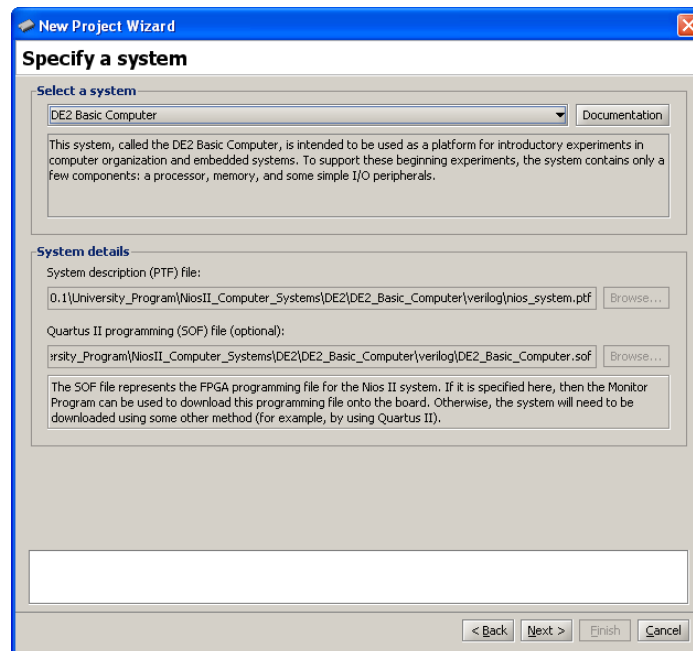 New Project Wizard
Specify a system
Select a system
DE2 Basic Computer
Documentation
This system, called the DE2 Basic Computer, is intended to be used as a platform for introductory experiments in
computer organization and embedded systems. To support these beginning experiments, the system contains only a
few components: a processor, memory, and some simple I/O peripherals.
System details
System description (PTF) file:
0.1\University_Program\NiosII_Computer_Systems\DE2\DE2_Basic_Computer\verilog\nios_system.ptf
Browse...
Quartus II programming (SOF) file (optional):
rsity_Program\NiosII_Computer_Systems\DE2\DE2_Basic_Computer\verilog\DE2_Basic_Computer.sof
Browse...
The SOF file represents the FPGA programming file for the Nios II system. If it is specified here, then the Monitor
Program can be used to download this programming file onto the board. Otherwise, the system will need to be
downloaded using some other method (for example, by using Quartus II).
< Back
Next >
Finish
Cancel